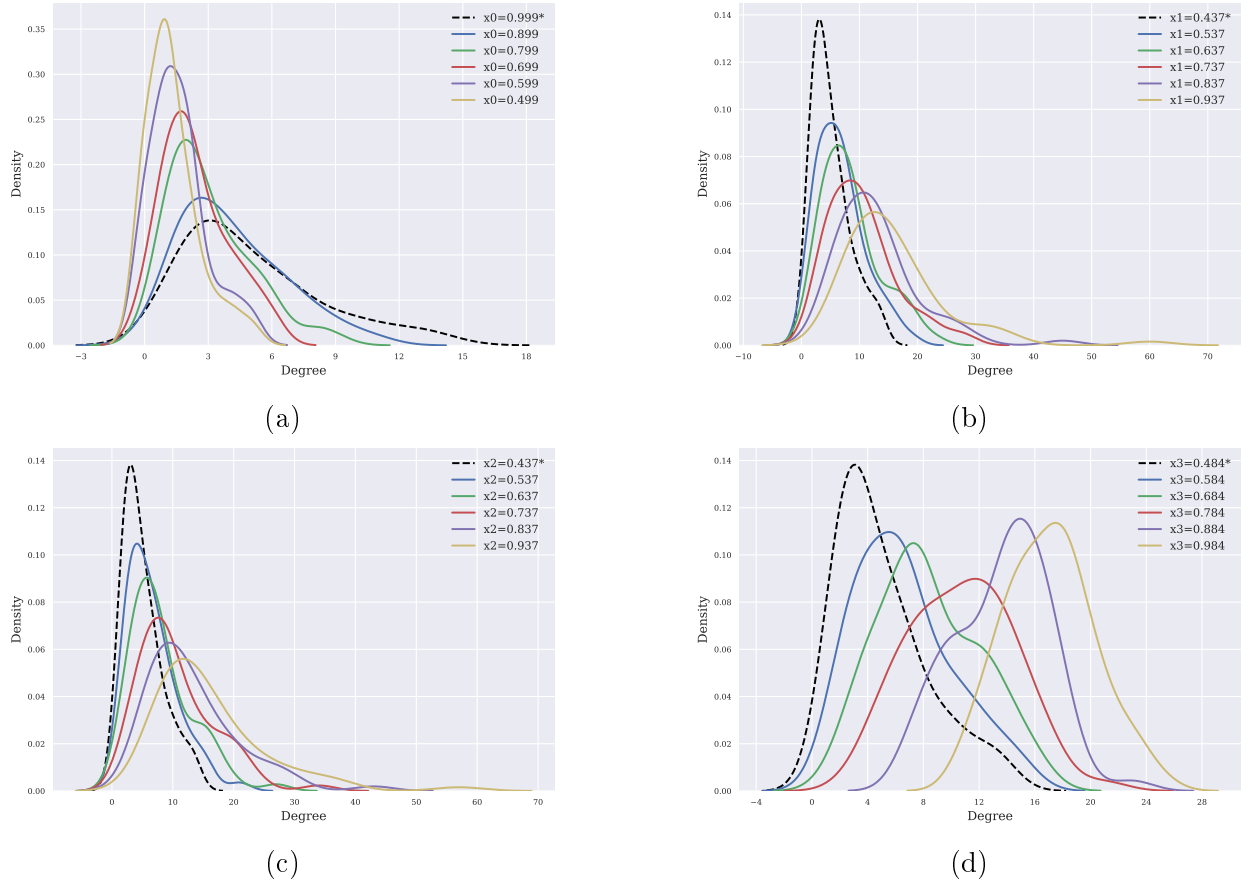 x0=0.999*
x0=0.899
x0=0.799
x0=0.699
x0=0.599
x0=0.499
0.35
0.30
0.25
0.20
0.15
0.10
0.05
0.00
Density
−3 0 3 6 9 12 15 18
Degree
(a)
x1=0.437*
x1=0.537
x1=0.637
x1=0.737
x1=0.837
x1=0.937
0.14
0.12
0.10
0.08
0.06
0.04
0.02
0.00
Density
−10 0 10 20 30 40 50 60 70
Degree
(b)
x2=0.437*
x2=0.537
x2=0.637
x2=0.737
x2=0.837
x2=0.937
0.14
0.12
0.10
0.08
0.06
0.04
0.02
0.00
Density
0 10 20 30 40 50 60 70
Degree
(c)
x3=0.484*
x3=0.584
x3=0.684
x3=0.784
x3=0.884
x3=0.984
0.14
0.12
0.10
0.08
0.06
0.04
0.02
0.00
Density
−4 0 4 8 12 16 20 24 28
Degree
(d)